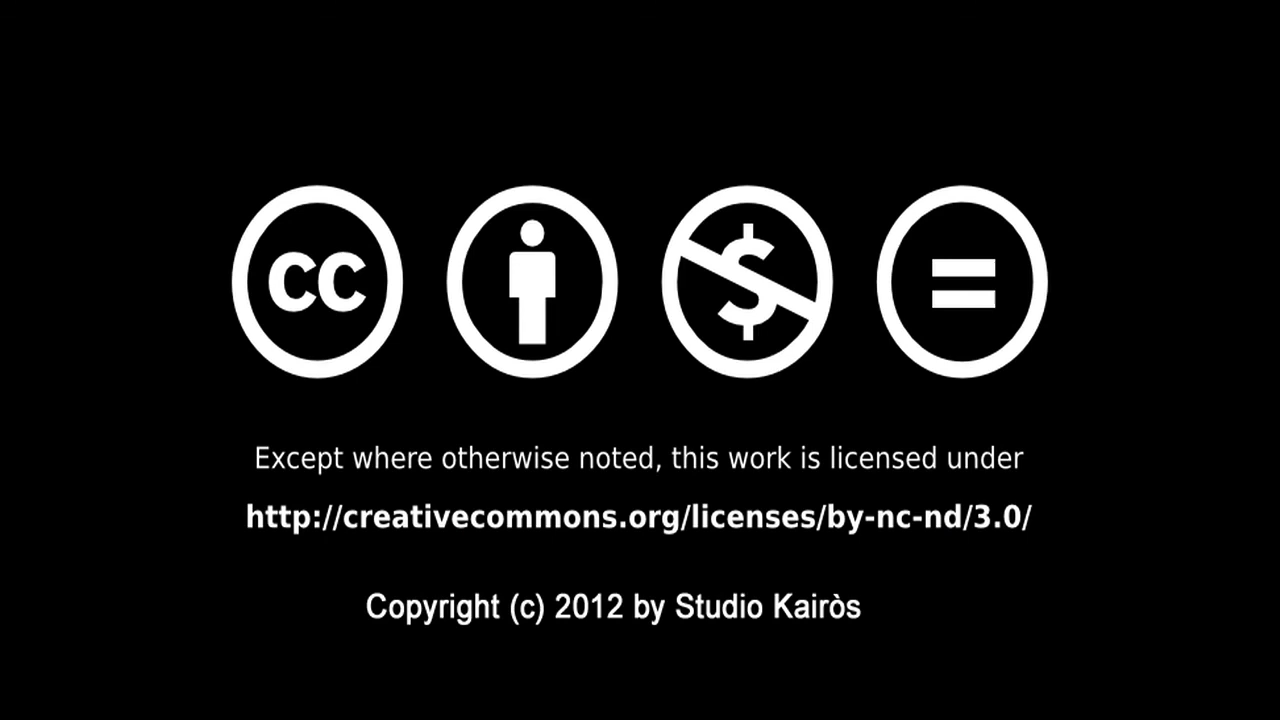 cc $ =
Except where otherwise noted, this work is licensed under
http://creativecommons.org/licenses/by-nc-nd/3.0/
Copyright (c) 2012 by Studio Kairòs